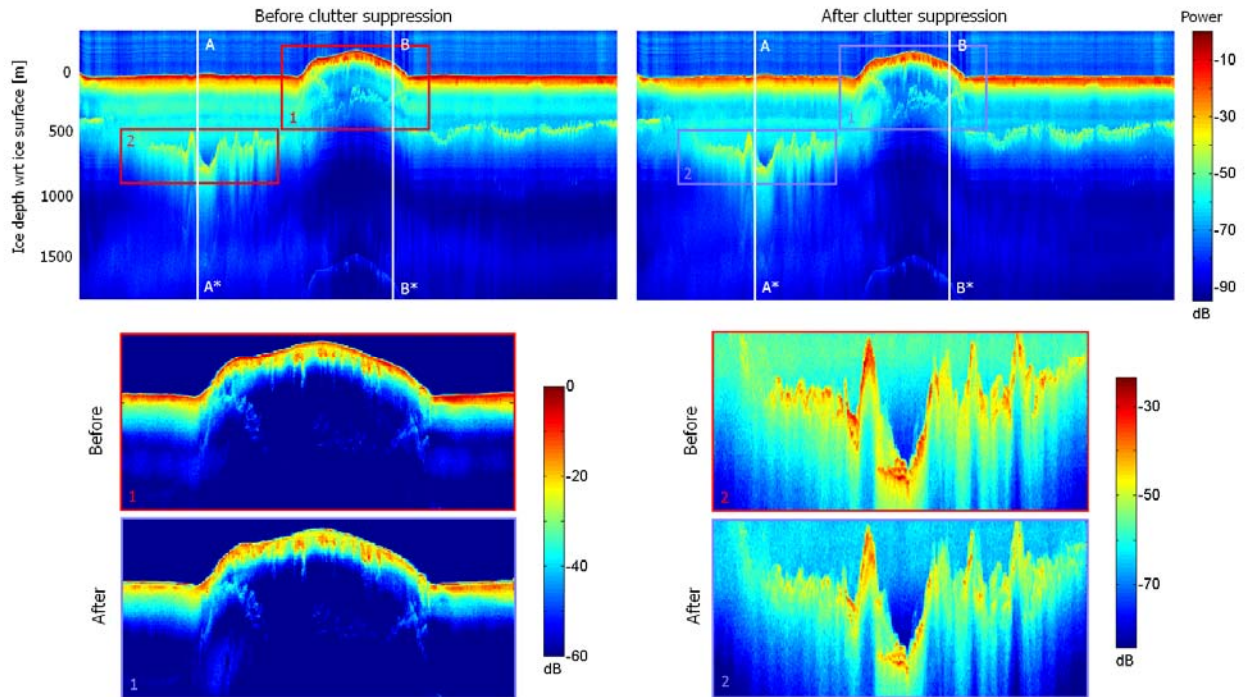 Before clutter suppression
After clutter suppression
Power
A
B
A
B
Ice depth wrt ice surface [m]
0
500
1000
1500
1
2
1
2
A*
B*
A*
B*
-10
-30
-50
-70
-90
dB
Before
1
0
-20
-40
-60
dB
After
1
Before
2
-30
-50
-70
dB
After
2